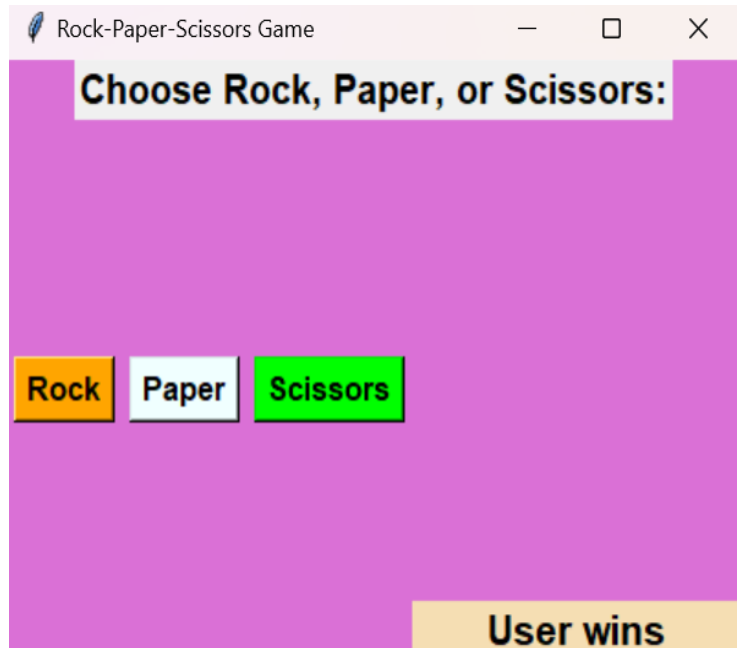 Rock-Paper-Scissors Game
Choose Rock, Paper, or Scissors:
Rock Paper Scissors
User wins